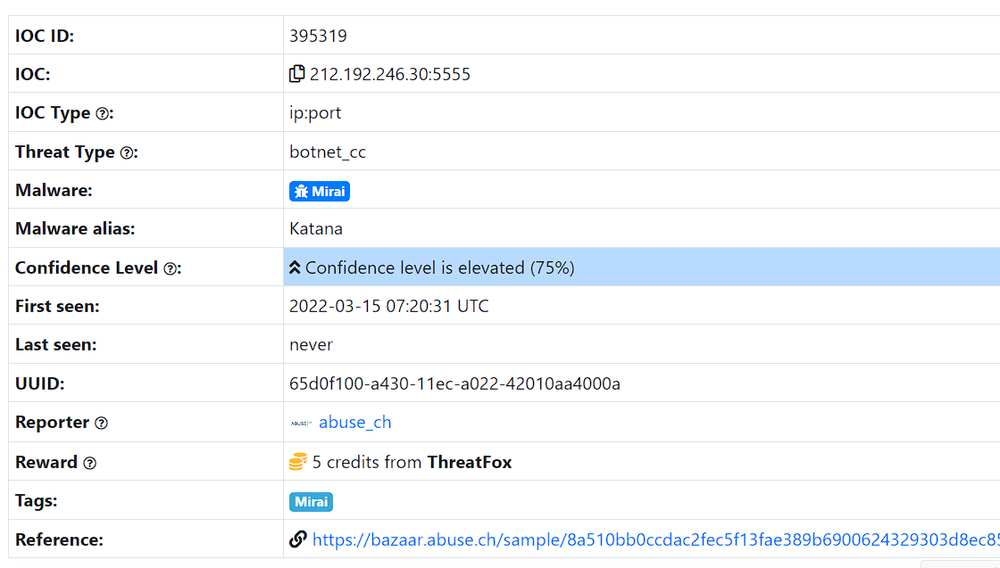 IOC ID: 395319
IOC: 212.192.246.30:5555
IOC Type ?: ip:port
Threat Type ?: botnet_cc
Malware: Mirai
Malware alias: Katana
Confidence Level ?: Confidence level is elevated (75%)
First seen: 2022-03-15 07:20:31 UTC
Last seen: never
UUID: 65d0f100-a430-11ec-a022-42010aa4000a
Reporter ? ABUSE abuse_ch
Reward ? 5 credits from ThreatFox
Tags: Mirai
Reference: https://bazaar.abuse.ch/sample/8a510bb0ccdac2fec5f13fae389b6900624329303d8ec85